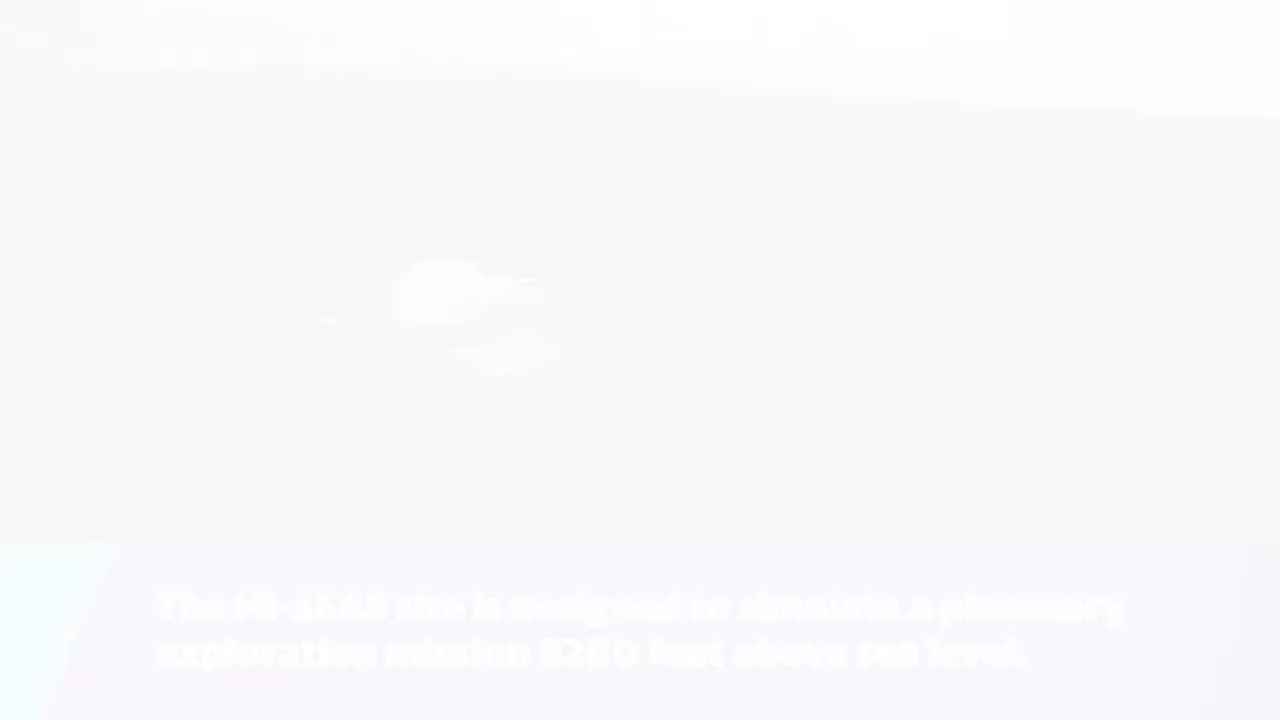 The HI-SEAS site is designed to simulate a planetary
exploration mission 8200 feet above sea level.